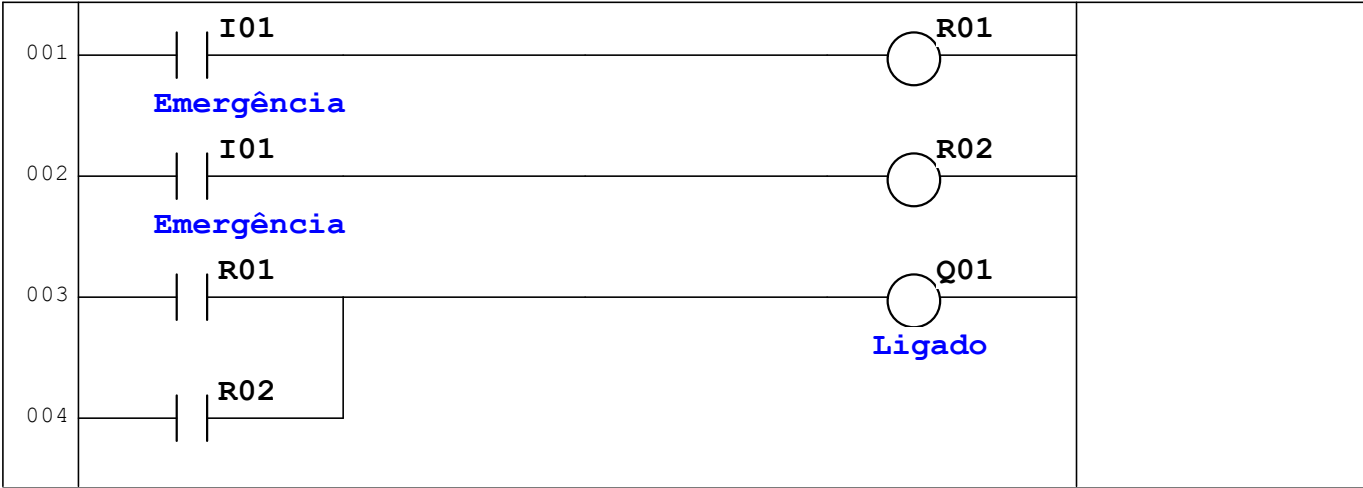 I01 R01
001
Emergência
I01 R02
002
Emergência
R01 Q01
003
Ligado
R02
004